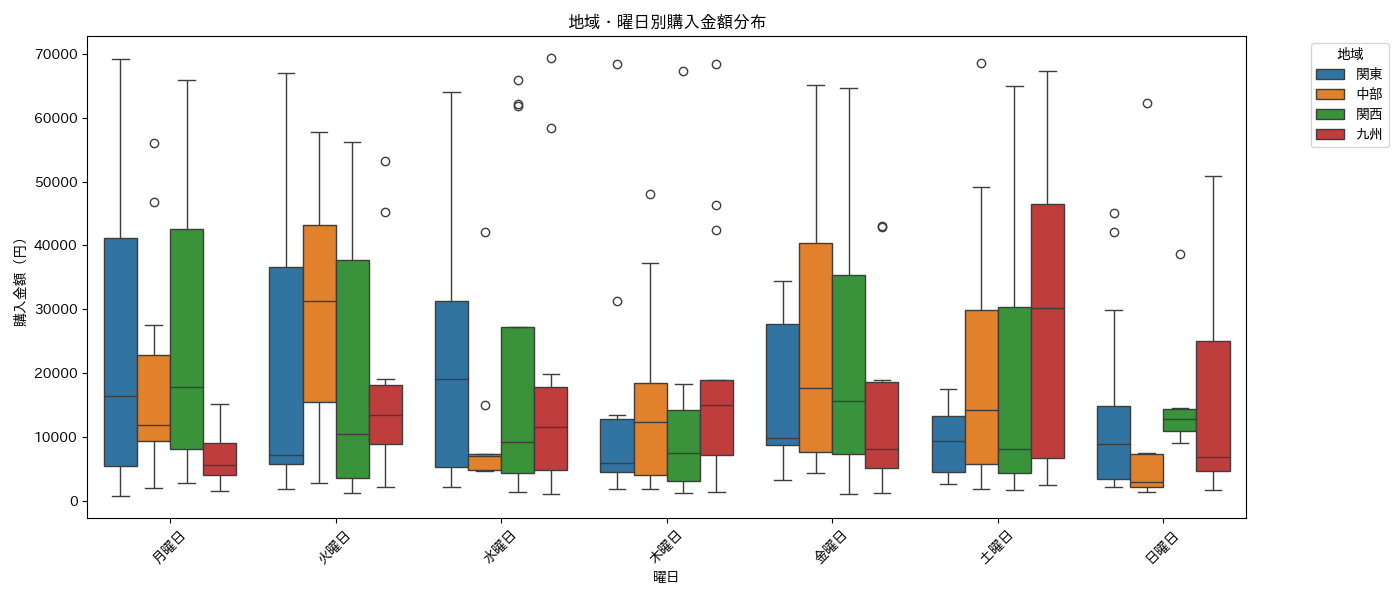 地域・曜日別購入金額分布
購入金額（円）
70000
60000
50000
40000
30000
20000
10000
0
月曜日
火曜日
水曜日
木曜日
金曜日
土曜日
日曜日
曜日
地域
関東
中部
関西
九州